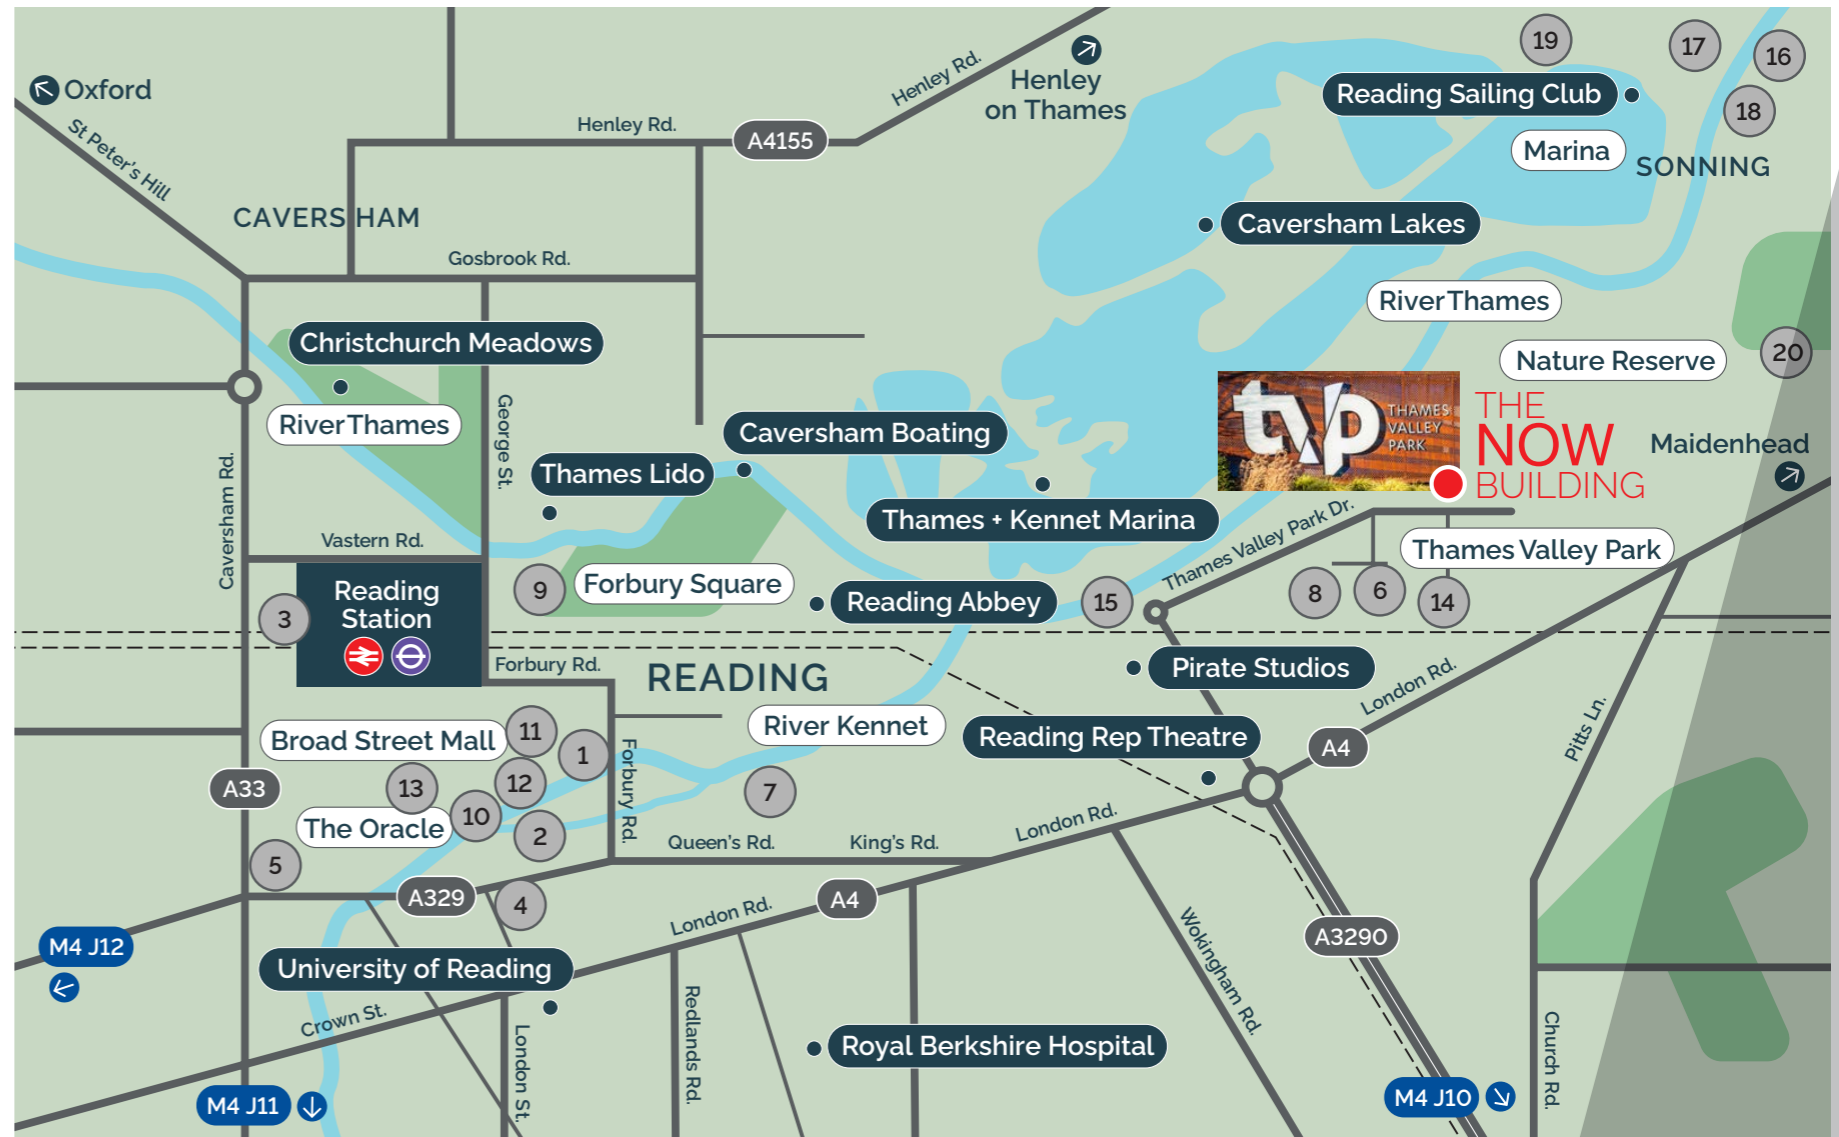 Oxford
St Peter's Hill
CAVERSHAM
Henley Rd.
A4155
Henley Rd.
Henley
on Thames
19
17
16
18
Reading Sailing Club
Marina
SONNING
Caversham Lakes
Gosbrook Rd.
River Thames
Christchurch Meadows
River Thames
George St.
Caversham Rd.
Nature Reserve
20
tvp
THAMES
VALLEY
PARK
THE
NOW
BUILDING
Maidenhead
Caversham Boating
Thames Lido
Thames + Kennet Marina
Thames Valley Park Dr.
Thames Valley Park
Vastern Rd.
Reading
Station
3
9
Forbury Square
Reading Abbey
15
8
6
14
Forbury Rd.
READING
Pirate Studios
London Rd.
Pitts Ln.
River Kennet
Reading Rep Theatre
A4
Broad Street Mall
11
1
Forbury Rd.
12
13
A33
The Oracle
10
2
7
5
Queen's Rd.
King's Rd.
London Rd.
A329
4
London Rd.
A4
Wokingham Rd.
A3290
M4 J12
University of Reading
Crown St.
London St.
Redlands Rd.
Royal Berkshire Hospital
Church Rd.
M4 J11
M4 J10